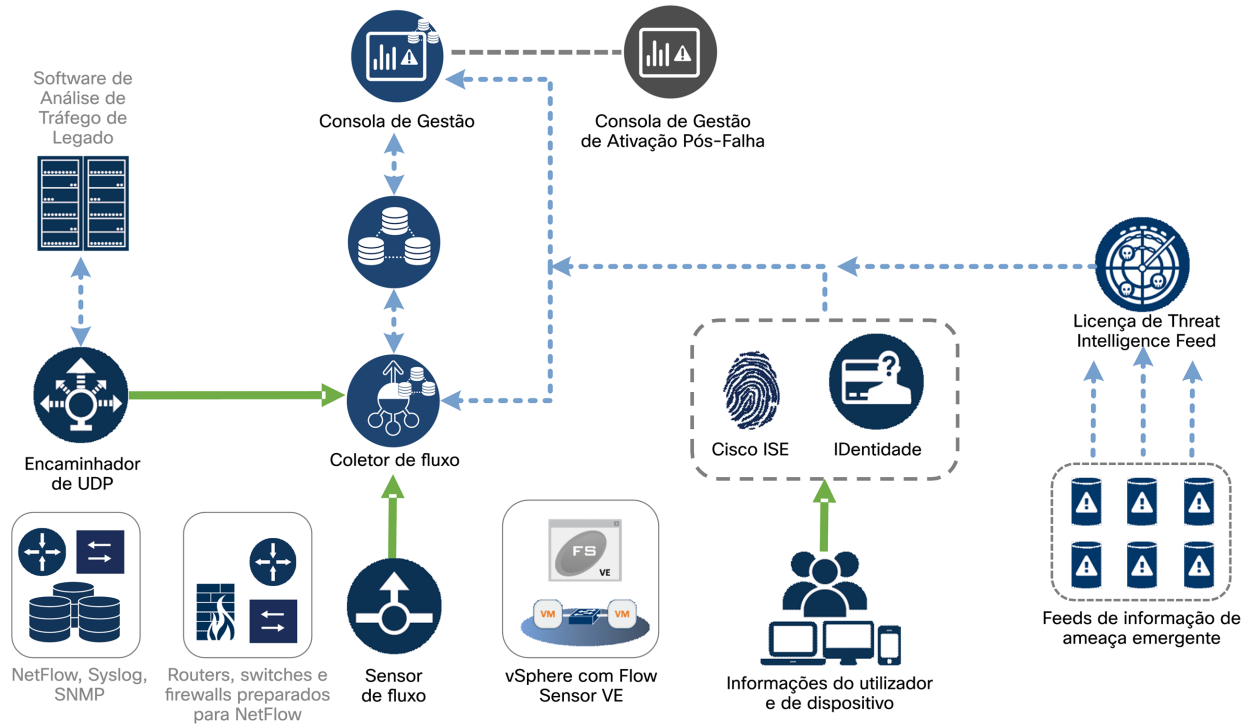 Consola de Gestão
Consola de Gestão
de Ativação Pós-Falha
Software de
Análise de
Tráfego de
Legado
Licença de Threat
Intelligence Feed
Encaminhador
de UDP
Coletor de fluxo
Cisco ISE
IDentidade
FS
VE
VM
VM
NetFlow, Syslog,
SNMP
Routers, switches e
firewalls preparados
para NetFlow
Sensor
de fluxo
vSphere com Flow
Sensor VE
Informações do utilizador
e de dispositivo
Feeds de informação de
ameaça emergente